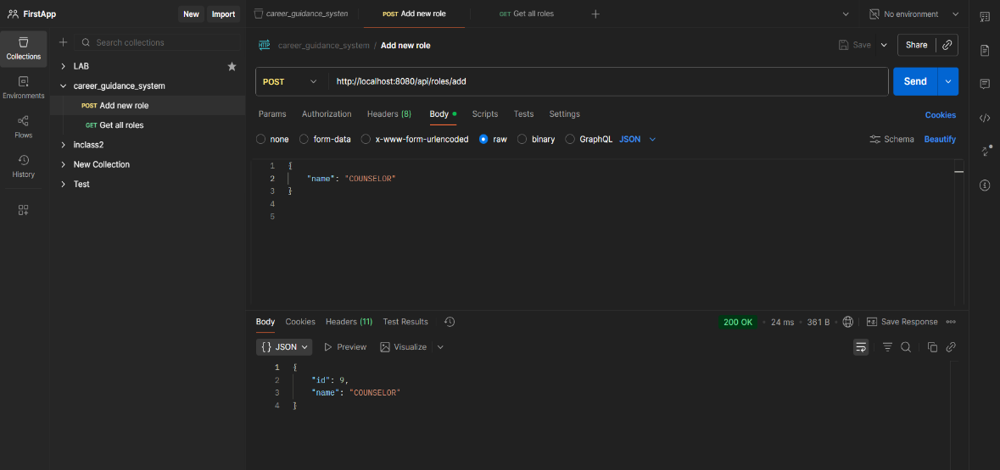 FirstApp
New
Import
career_guidance_systen
POST Add new role
GET Get all roles
No environment
Collections
Environments
Flows
History
Search collections
LAB
career_guidance_system
POST Add new role
GET Get all roles
inclass2
New Collection
Test
HTTP
career_guidance_system / Add new role
Save
Share
POST
http://localhost:8080/api/roles/add
Send
Params
Authorization
Headers (8)
Body
Scripts
Tests
Settings
Cookies
none
form-data
x-www-form-urlencoded
raw
binary
GraphQL
JSON
Schema
Beautify
1 {
2 "name": "COUNSELOR"
3 }
4
5
Body
Cookies
Headers (11)
Test Results
200 OK
24 ms
361 B
Save Response
{} JSON
Preview
Visualize
1 {
2 "id": 9,
3 "name": "COUNSELOR"
4 }